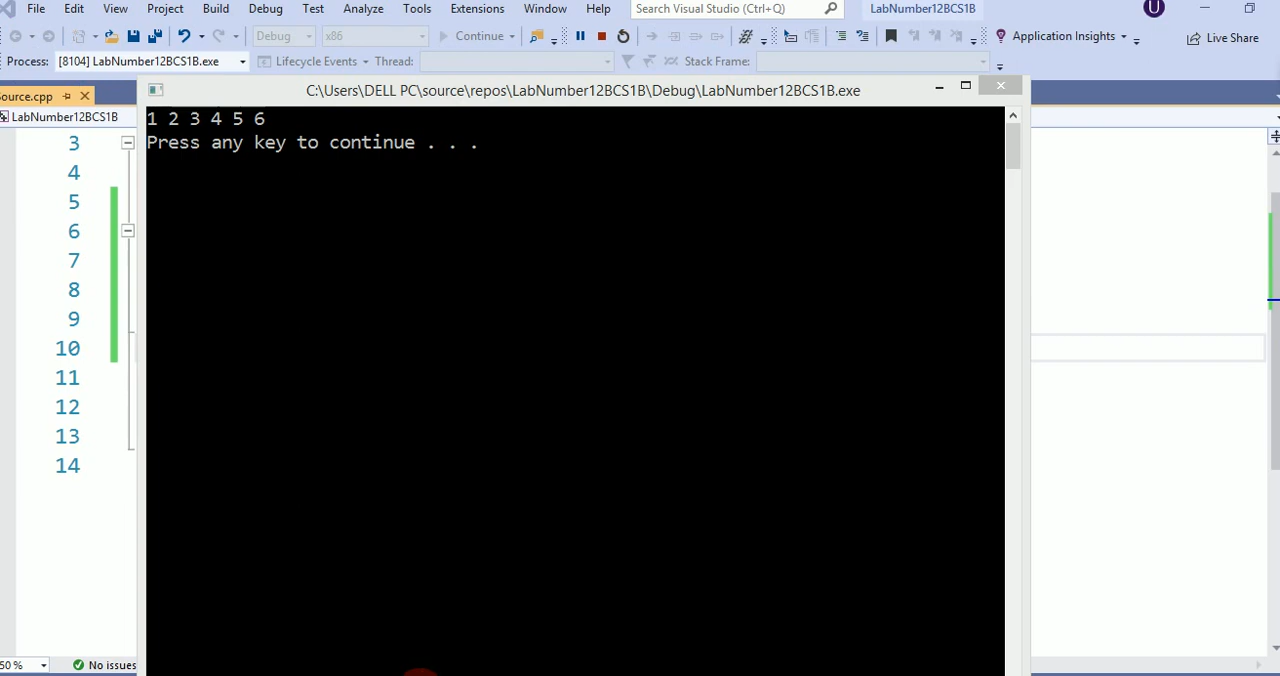 File Edit View Project Build Debug Test Analyze Tools Extensions Window Help Search Visual Studio (Ctrl+Q) LabNumber12BCS1B U
Debug x86 Continue Application Insights Live Share
Process: [8104] LabNumber12BCS1B.exe Lifecycle Events Thread: Stack Frame:
ource.cpp
LabNumber12BCS1B
C:\Users\DELL PC\source\repos\LabNumber12BCS1B\Debug\LabNumber12BCS1B.exe
1 2 3 4 5 6
Press any key to continue . . .
3
4
5
6
7
8
9
10
11
12
13
14
50 % No issues